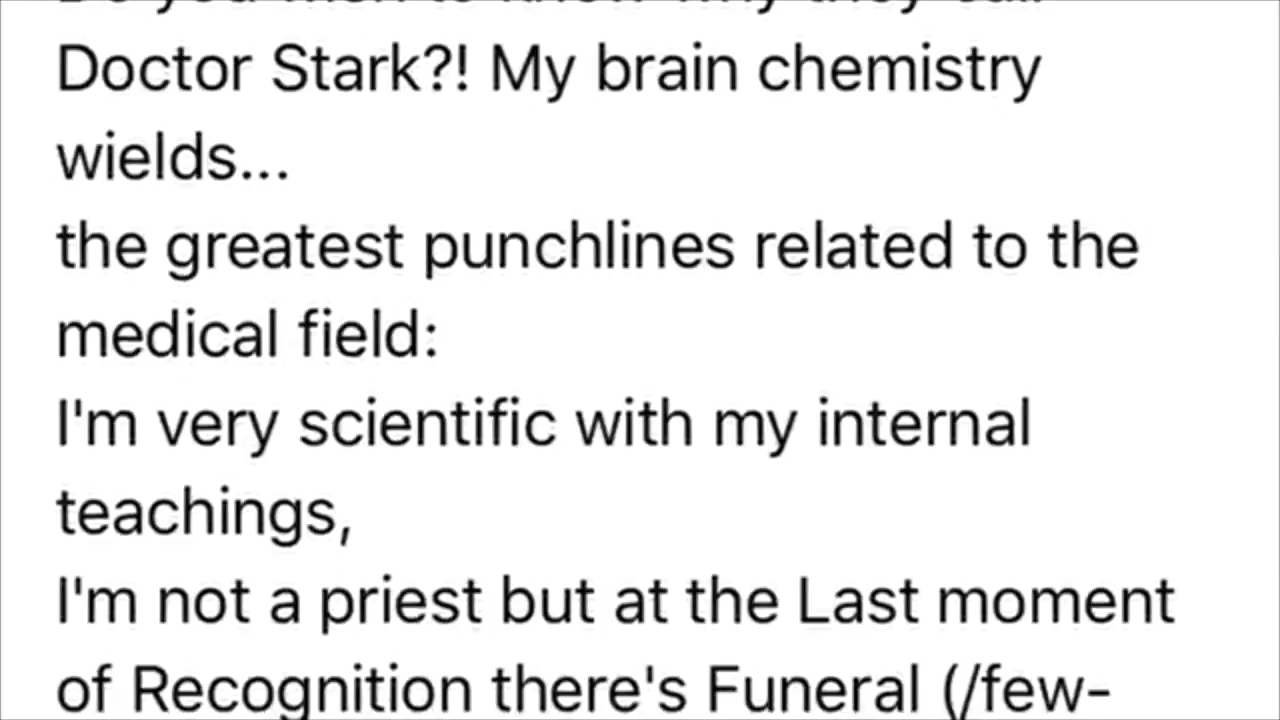 Doctor Stark?! My brain chemistry
wields...
the greatest punchlines related to the
medical field:
I'm very scientific with my internal
teachings,
I'm not a priest but at the Last moment
of Recognition there's Funeral (/few-